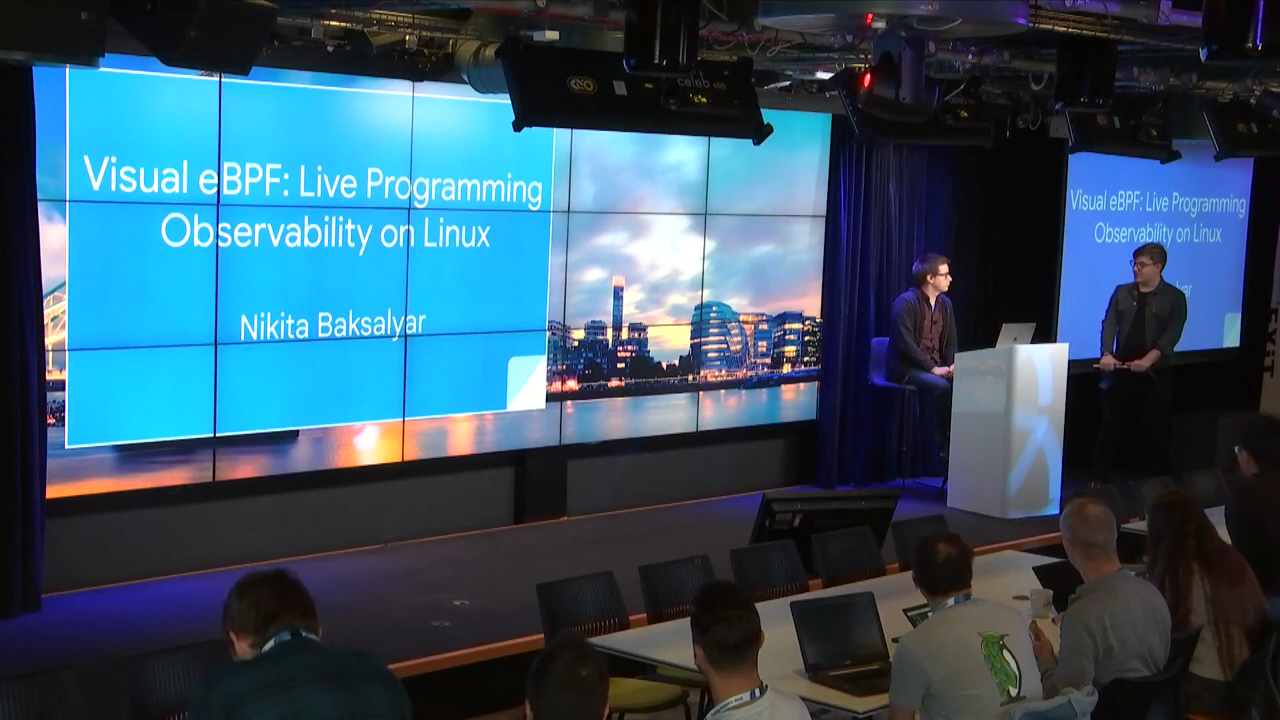 Visual eBPF: Live Programming
Observability on Linux
Nikita Baksalyar
Visual eBPF: Live Programming
Observability on Linux